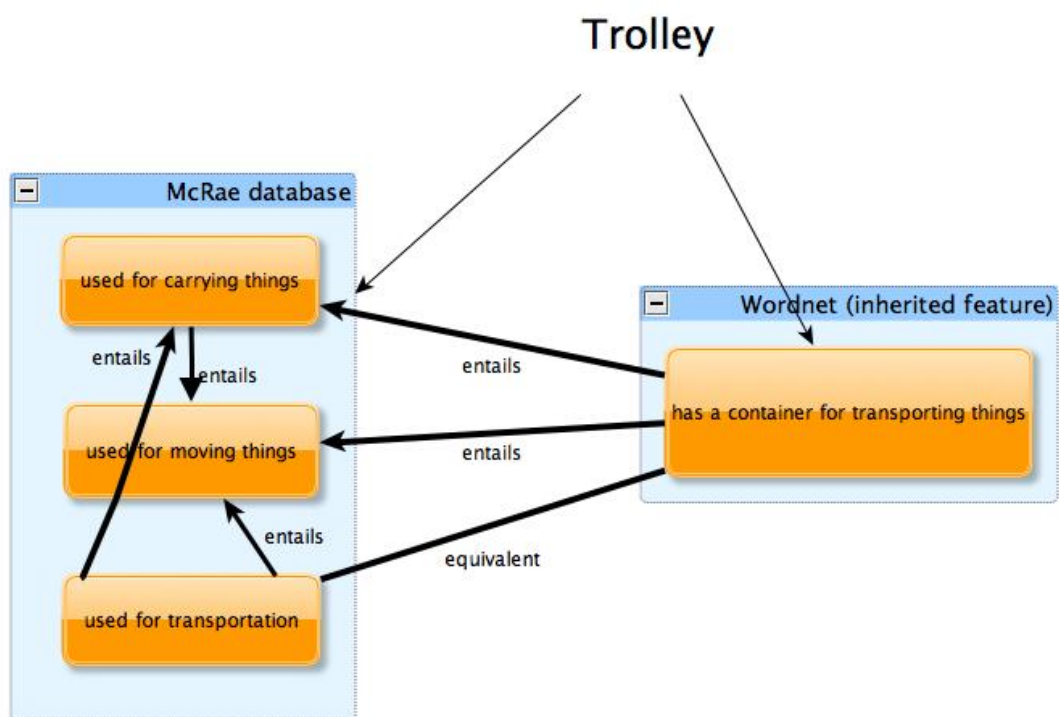 Trolley
McRae database
used for carrying things
entails
entails
used for moving things
entails
used for transportation
entails
entails
equivalent
Wordnet (inherited feature)
has a container for transporting things